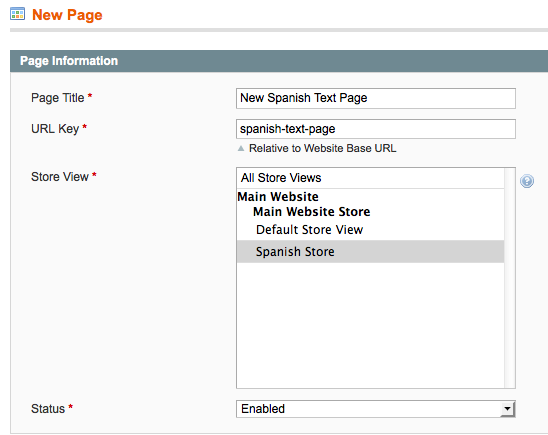 New Page
Page Information
Page Title *
New Spanish Text Page
URL Key *
spanish-text-page
Relative to Website Base URL
Store View *
All Store Views
Main Website
Main Website Store
Default Store View
Spanish Store
?
Status *
Enabled